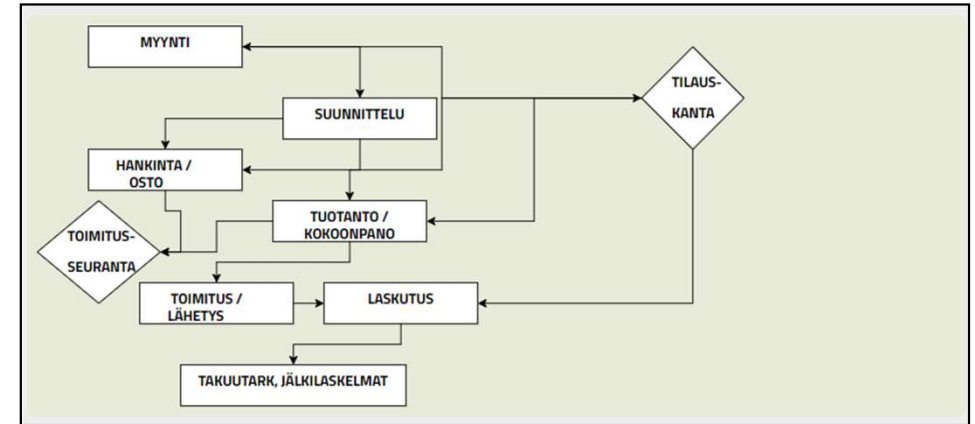 MYYNTI
TILAUS-
KANTA
SUUNNITTELU
HANKINTA /
OSTO
TUOTANTO /
KOKOONPANO
TOIMITUS-
SEURANTA
TOIMITUS /
LÄHETYS
LASKUTUS
TAKUUTARK, JÄLKILASKELMAT